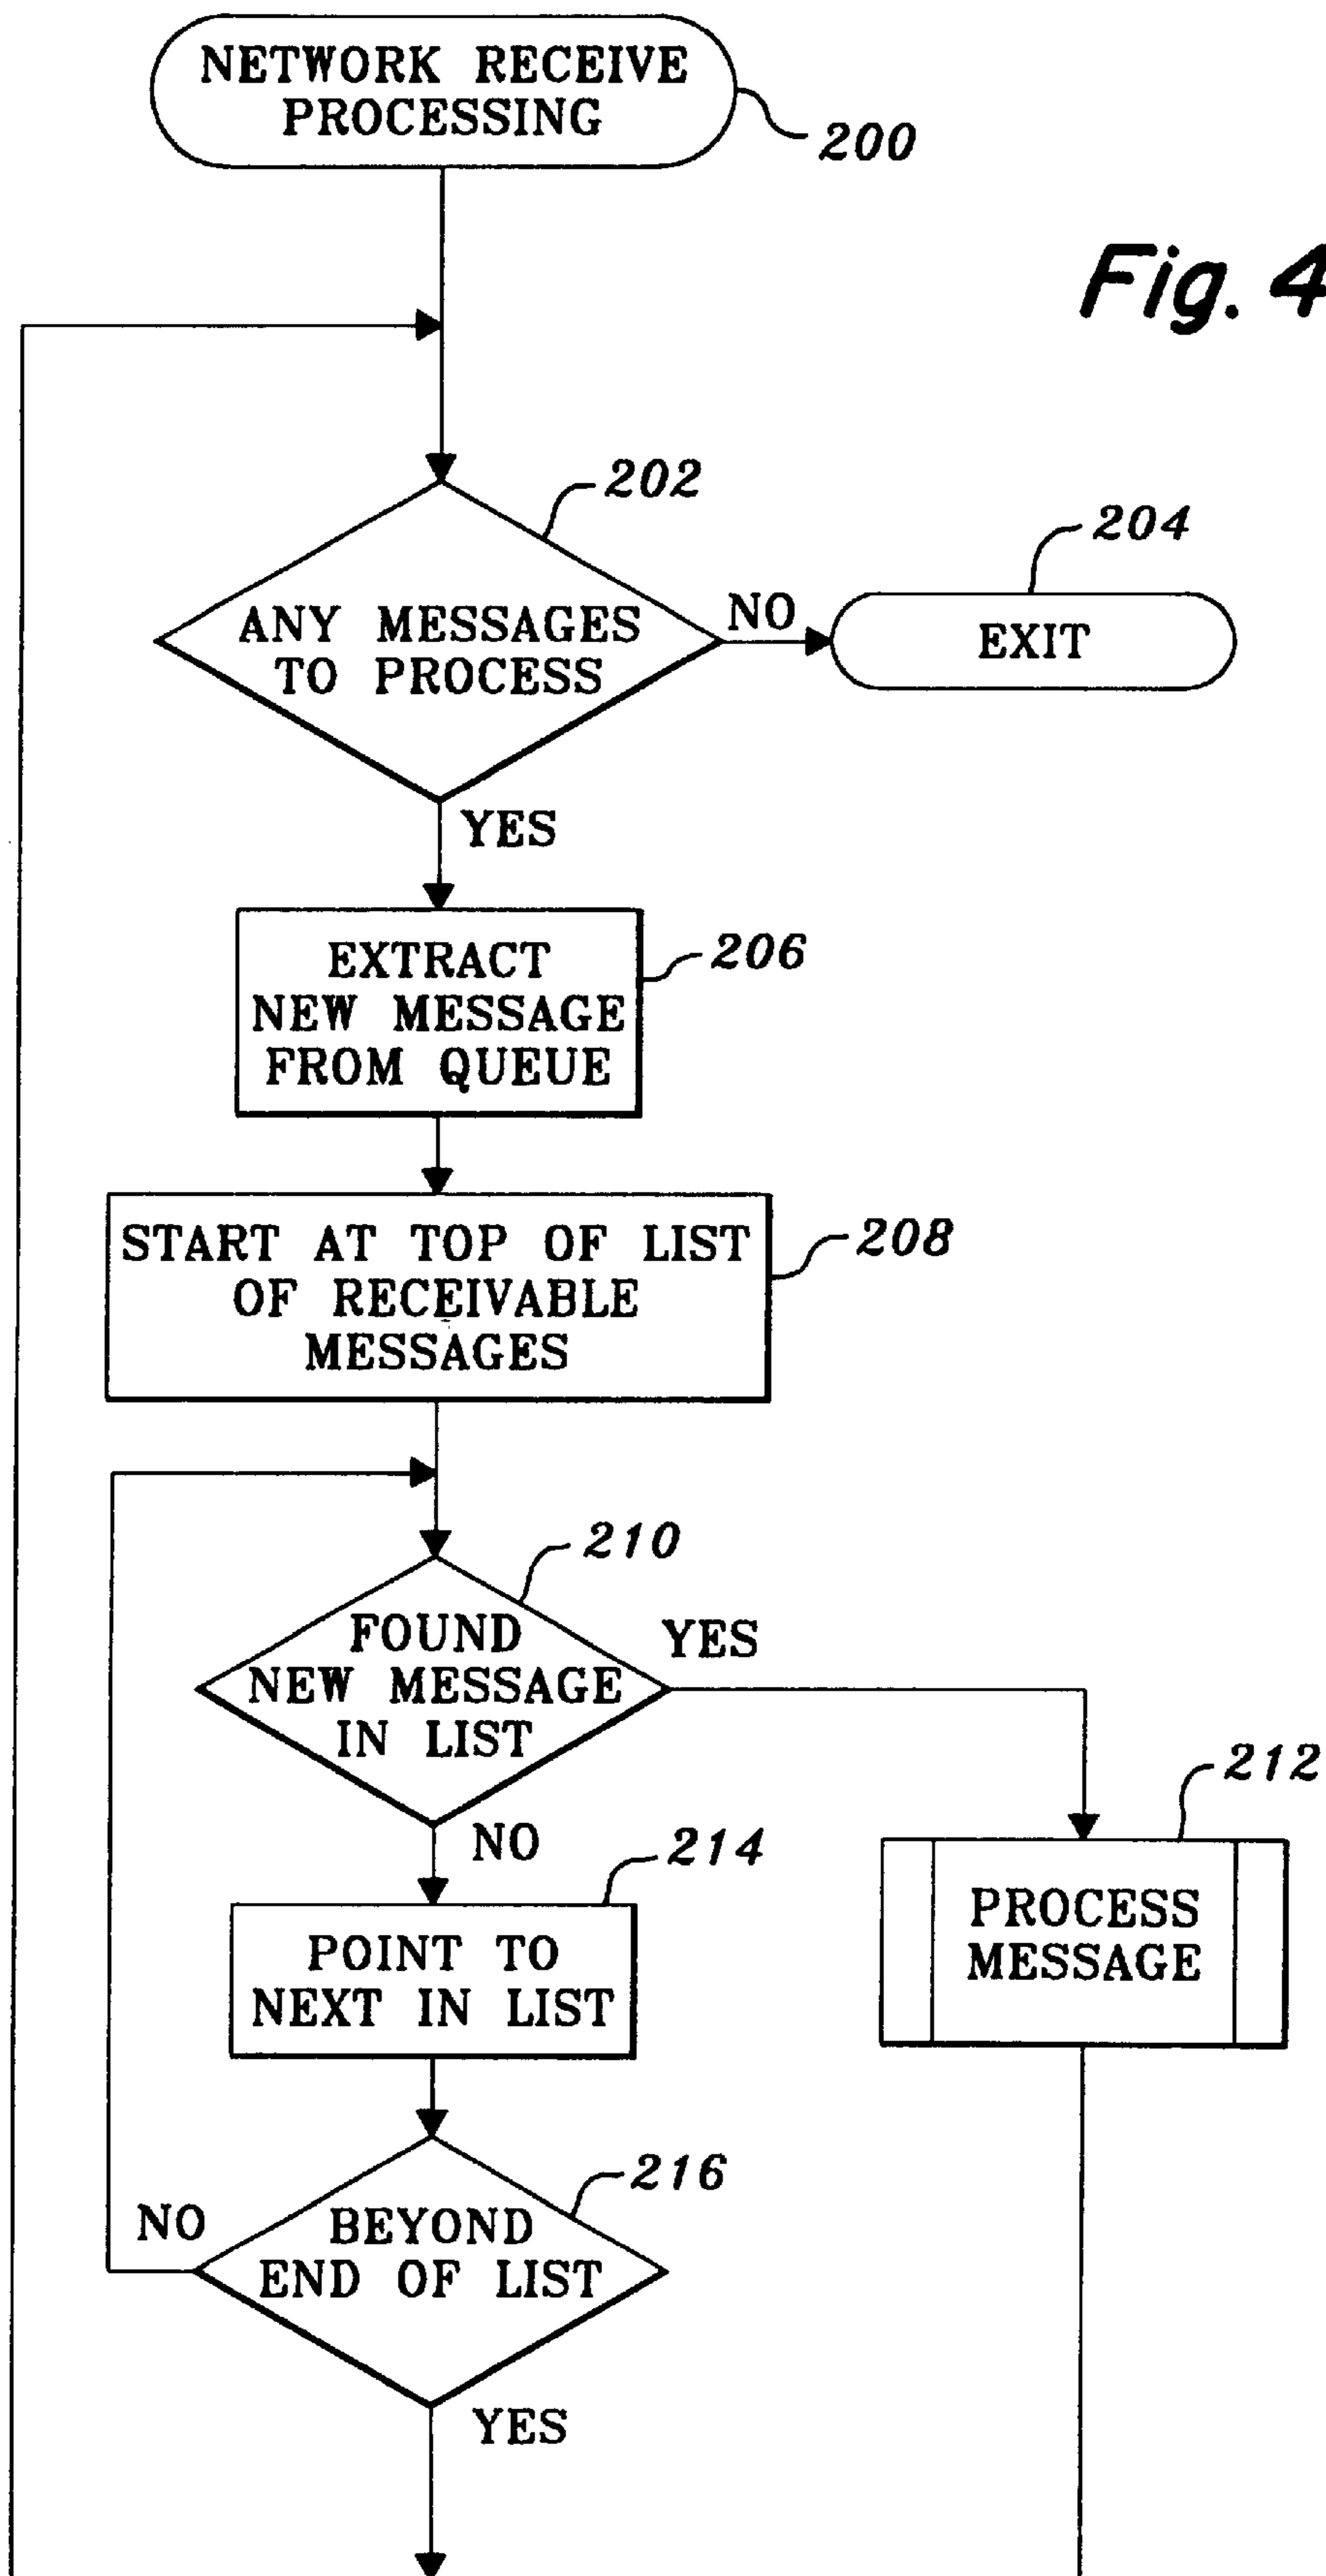 NETWORK RECEIVE
PROCESSING
200
Fig. 4
202
204
ANY MESSAGES
TO PROCESS
NO
EXIT
YES
206
EXTRACT
NEW MESSAGE
FROM QUEUE
208
START AT TOP OF LIST
OF RECEIVABLE
MESSAGES
210
FOUND
NEW MESSAGE
IN LIST
YES
212
NO
214
PROCESS
MESSAGE
POINT TO
NEXT IN LIST
216
NO
BEYOND
END OF LIST
YES